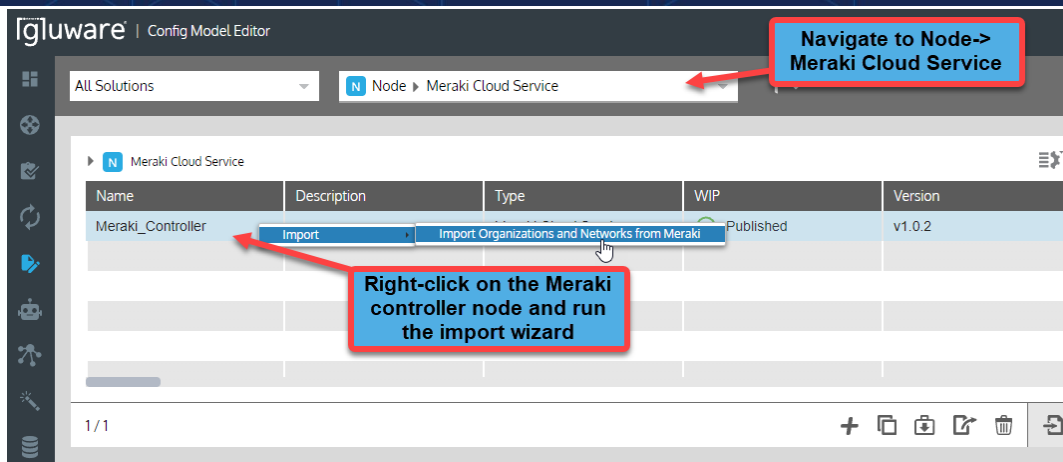 gluware | Config Model Editor
Navigate to Node->
Meraki Cloud Service
All Solutions
N Node Meraki Cloud Service
N Meraki Cloud Service
Name Description Type WIP Version
Meraki_Controller Published v1.0.2
Import Import Organizations and Networks from Meraki
Right-click on the Meraki
controller node and run
the import wizard
1/1